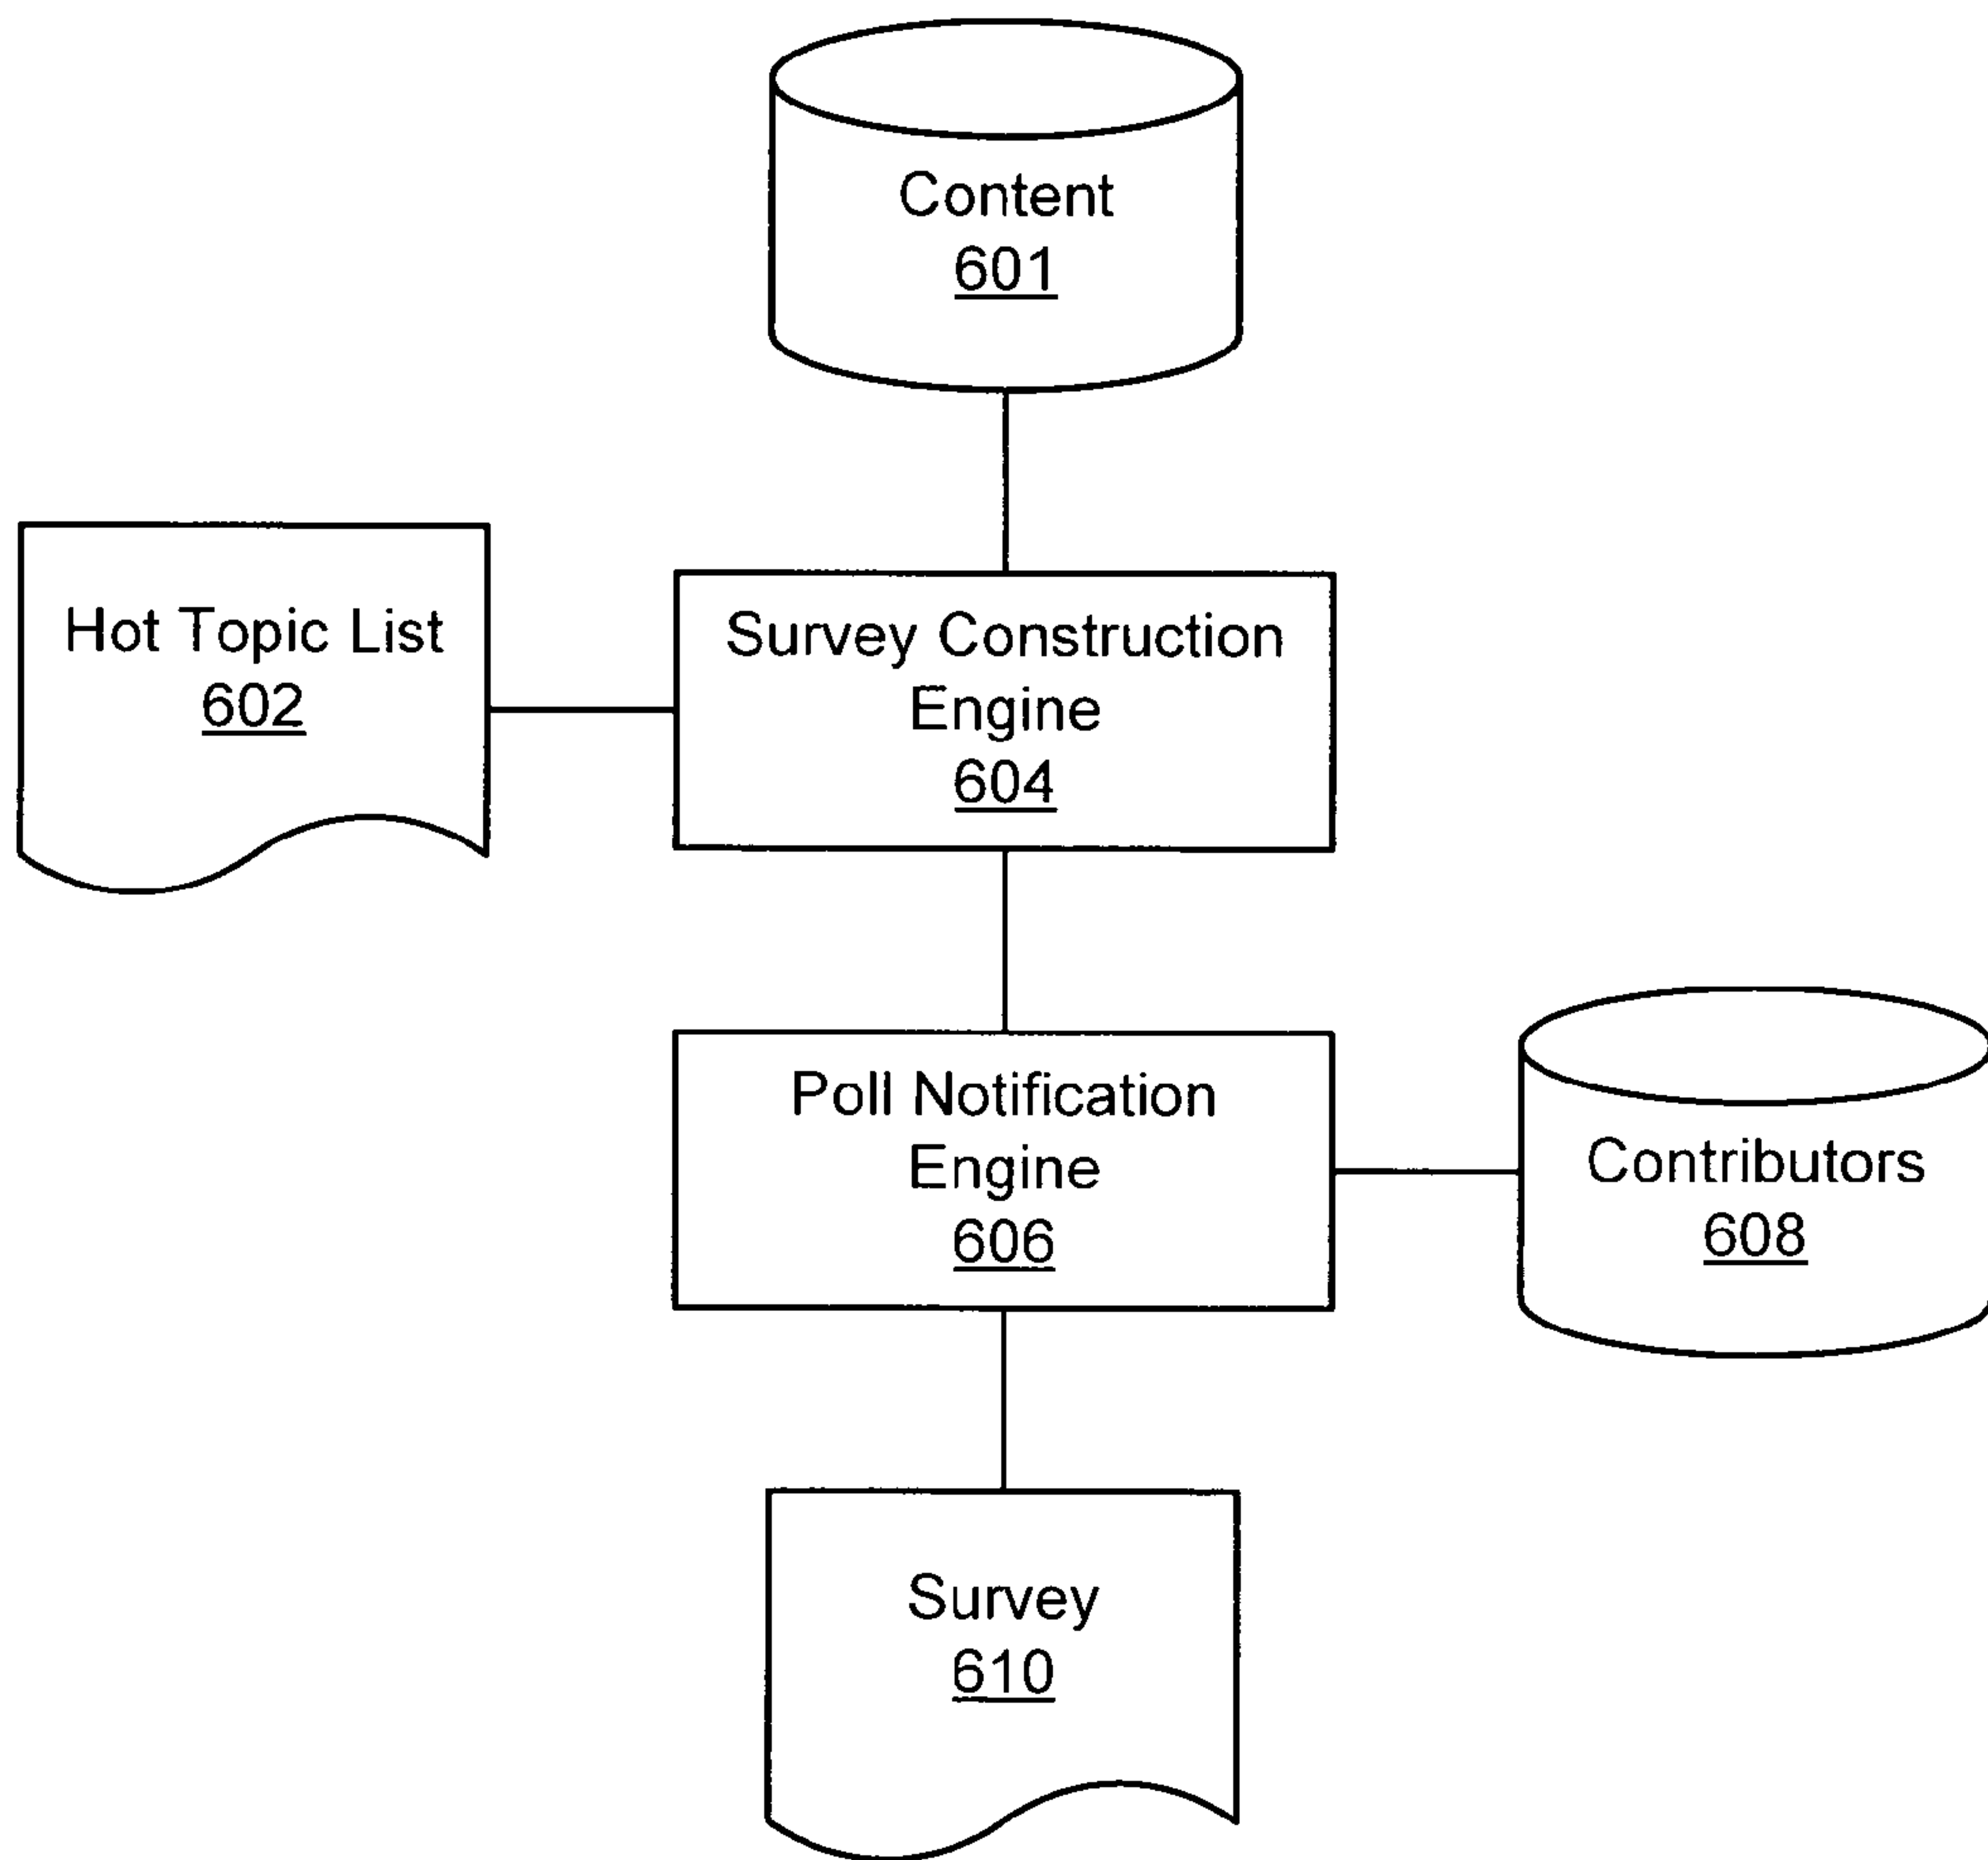 Content
601
Hot Topic List
602
Survey Construction
Engine
604
Poll Notification
Engine
606
Contributors
608
Survey
610